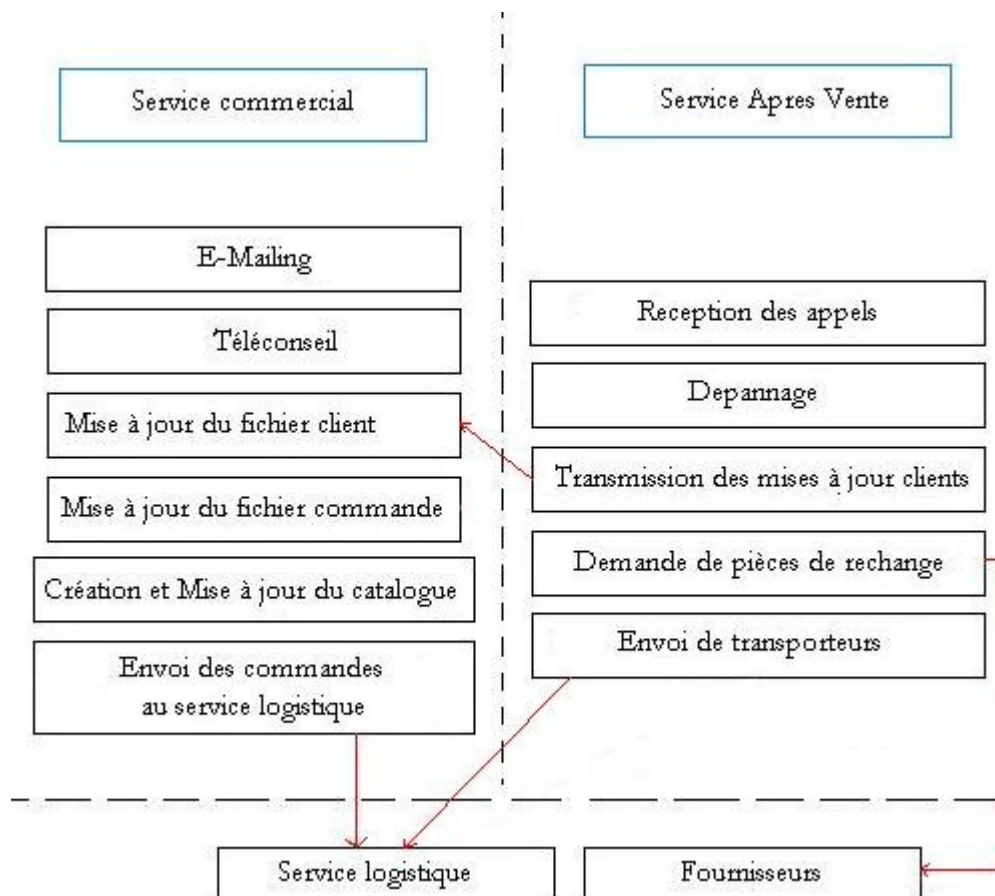 Service commercial
Service Apres Vente
E-Mailing
Téléconseil
Mise à jour du fichier client
Mise à jour du fichier commande
Création et Mise à jour du catalogue
Envoi des commandes
au service logistique
Reception des appels
Depannage
Transmission des mises à jour clients
Demande de pièces de rechange
Envoi de transporteurs
Service logistique
Fournisseurs